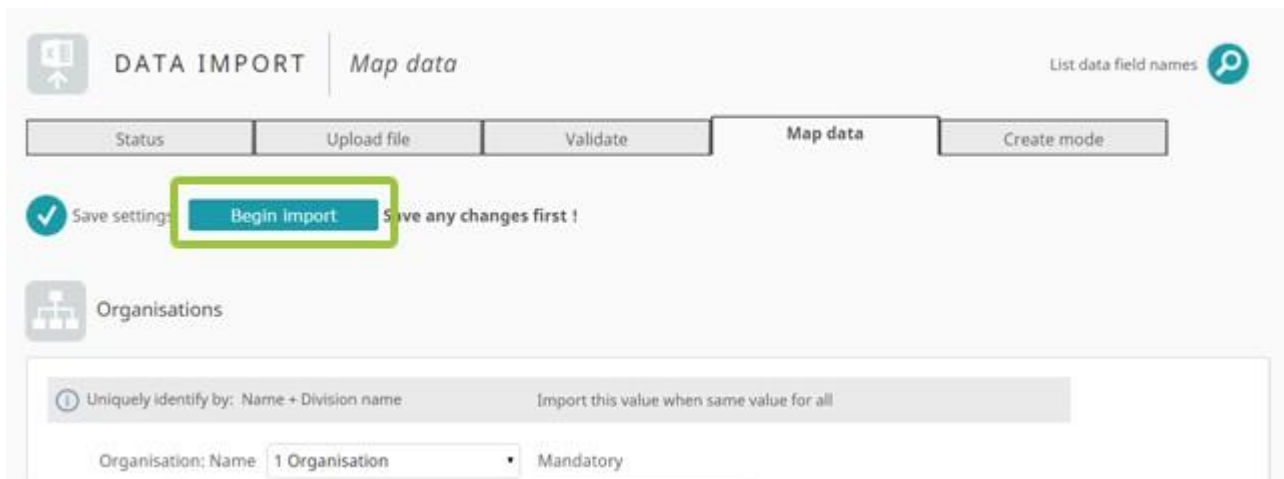 DATA IMPORT Map data List data field names
Status Upload file Validate Map data Create mode
Save settings Begin import Save any changes first !
Organisations
Uniquely identify by: Name + Division name Import this value when same value for all
Organisation: Name 1 Organisation Mandatory